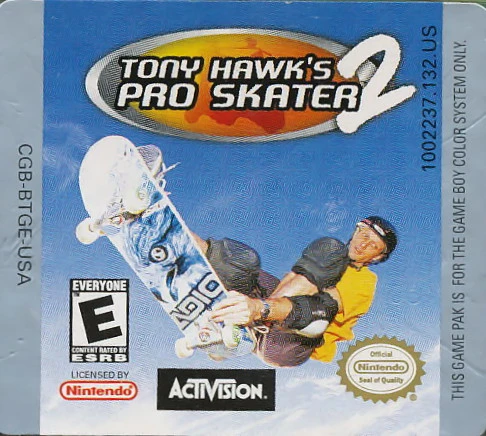 TONY HAWK'S
PRO SKATER 2
CGB-BTGE-USA
1002237.132.US
THIS GAME PAK IS FOR THE GAME BOY COLOR SYSTEM ONLY.
EVERYONE
E
CONTENT RATED BY
ESRB
LICENSED BY
Nintendo
ACTIVISION.
Official
Nintendo
Seal of Quality